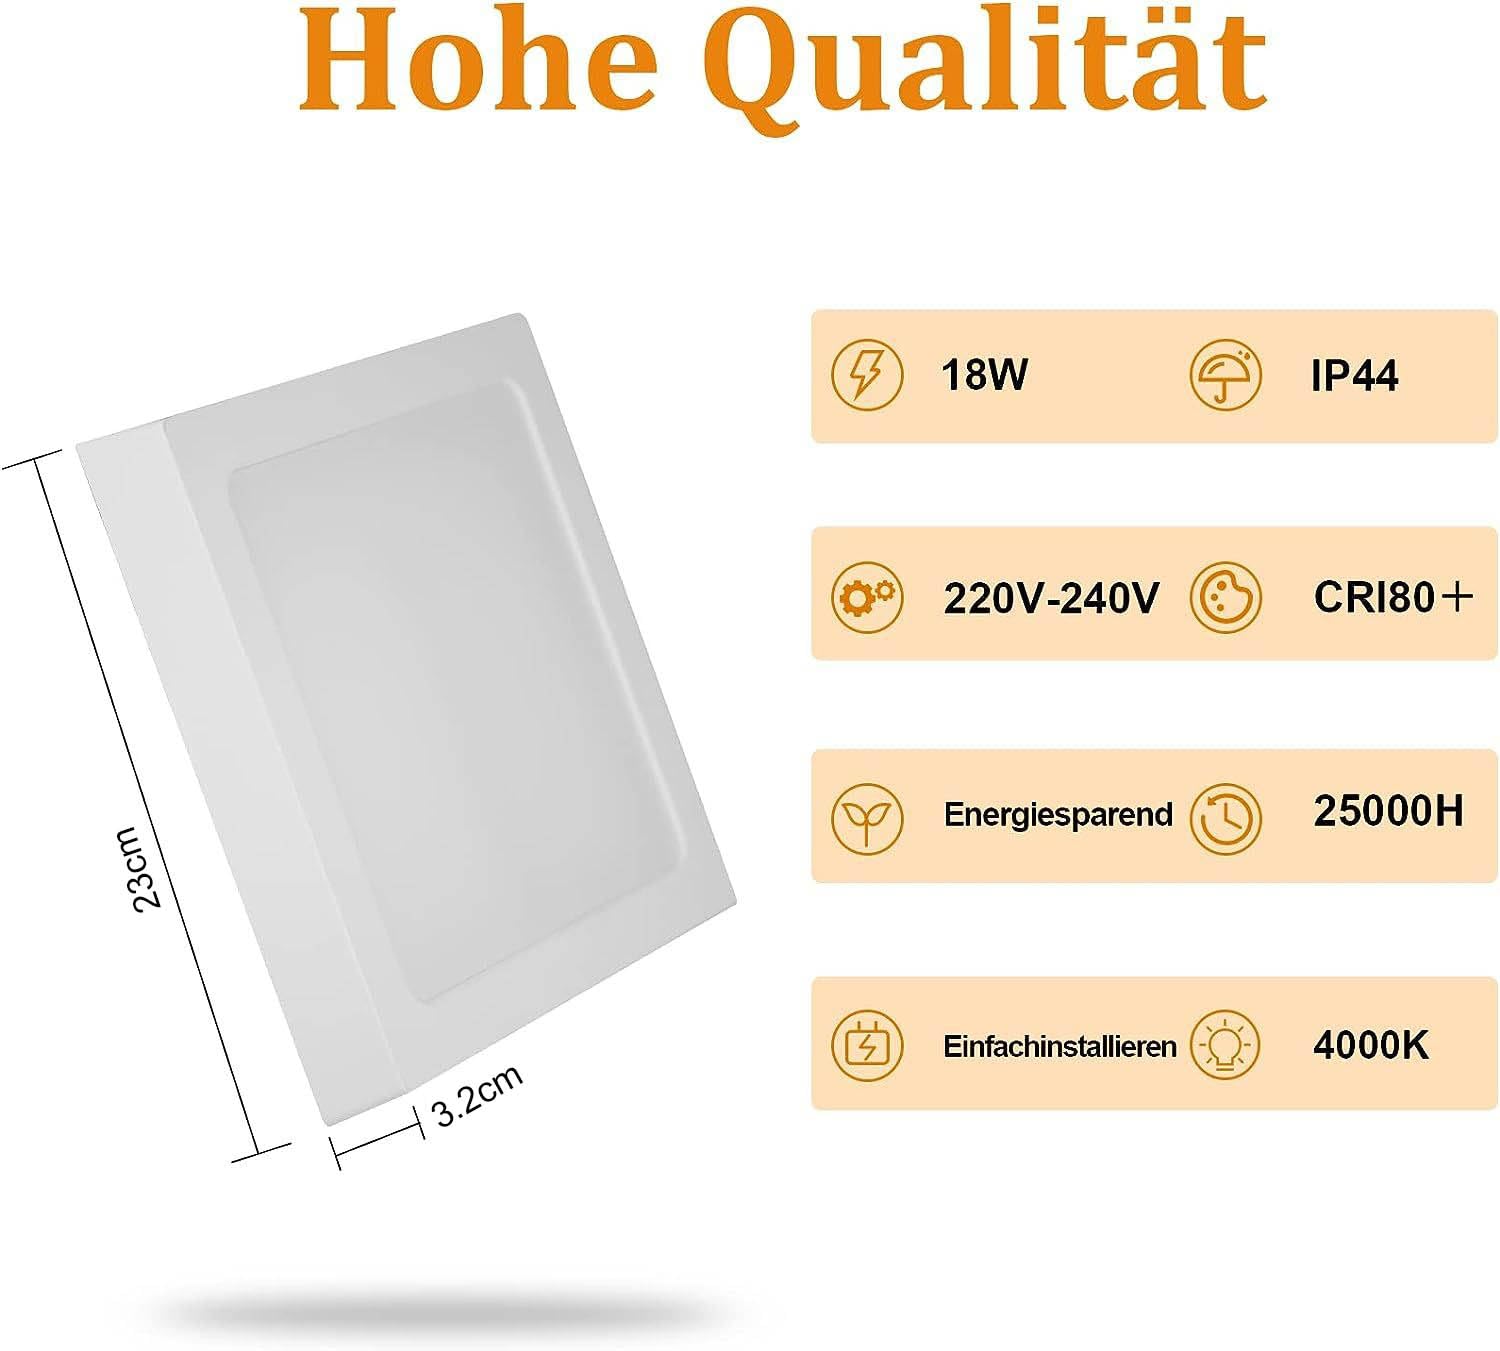 Hohe Qualität
18W
IP44
220V-240V
CRI80+
Energiesparend
25000H
Einfachinstallieren
4000K
23cm
3.2cm